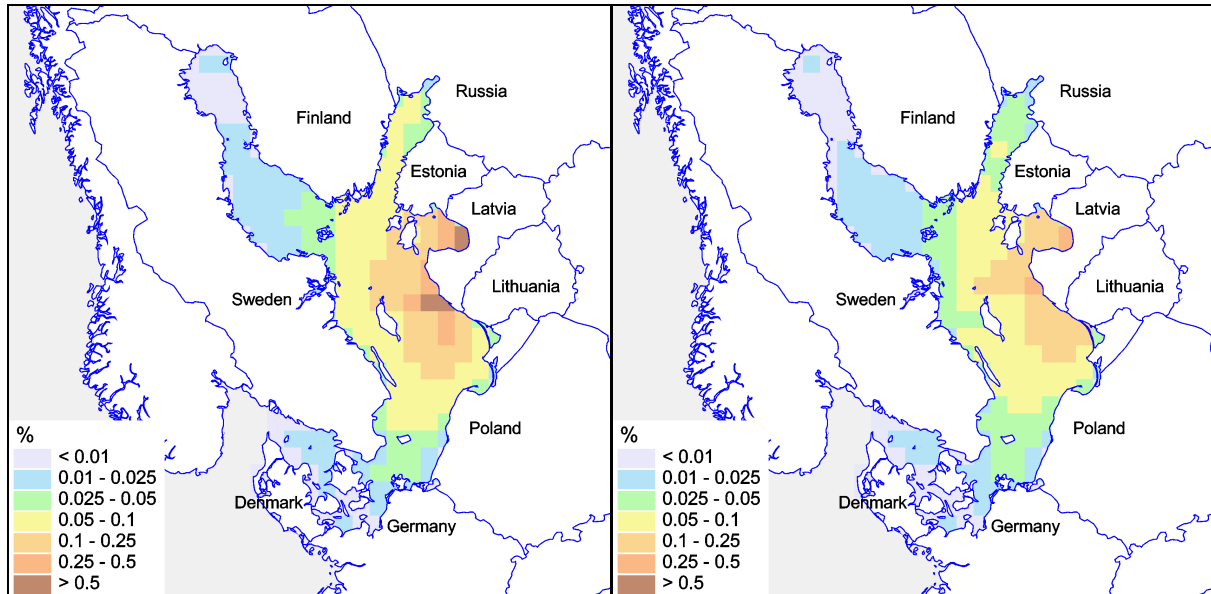 Russia
Finland
Estonia
Latvia
Lithuania
Sweden
Poland
Denmark
Germany
%
< 0.01
0.01 - 0.025
0.025 - 0.05
0.05 - 0.1
0.1 - 0.25
0.25 - 0.5
> 0.5
Russia
Finland
Estonia
Latvia
Lithuania
Sweden
Poland
Denmark
Germany
%
< 0.01
0.01 - 0.025
0.025 - 0.05
0.05 - 0.1
0.1 - 0.25
0.25 - 0.5
> 0.5